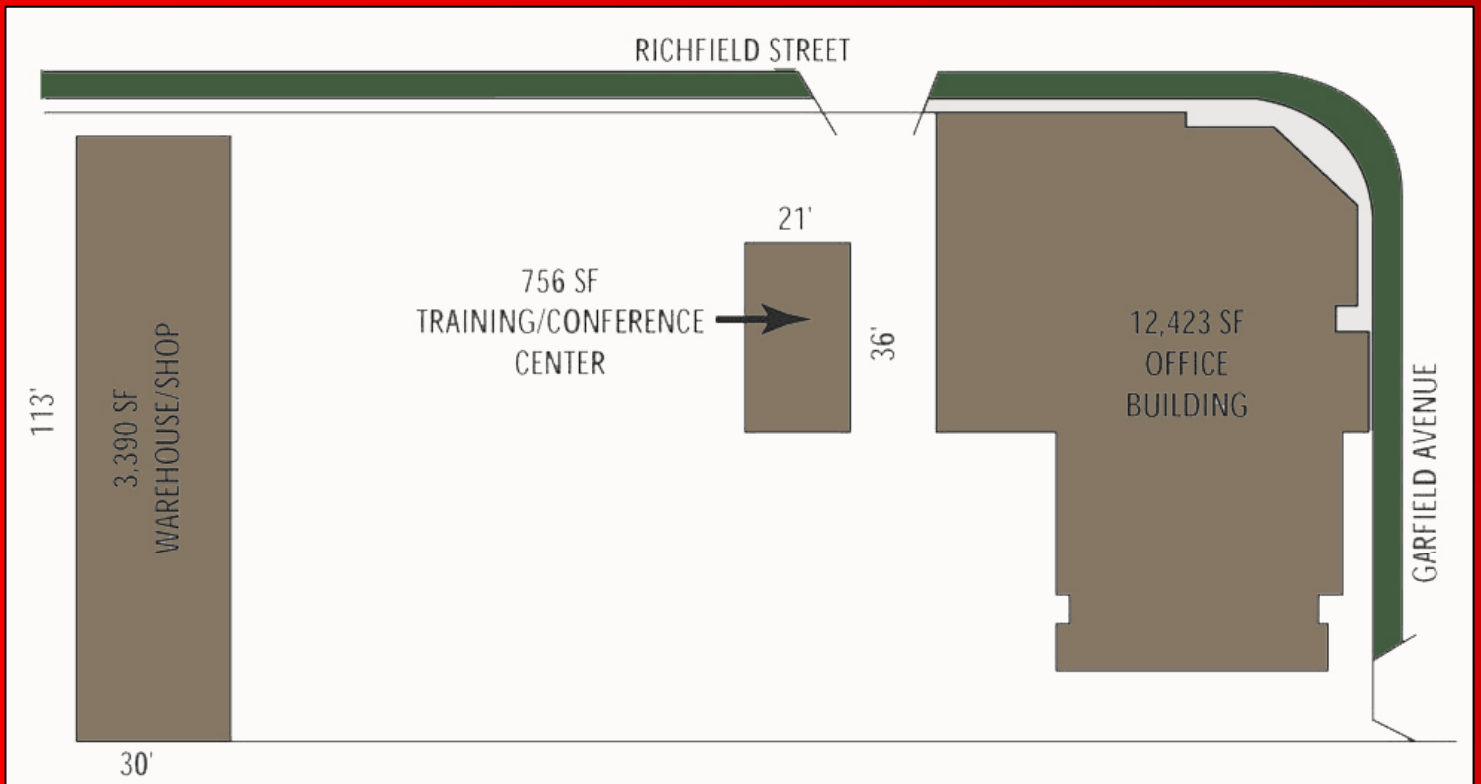 RICHFIELD STREET
21'
756 SF
TRAINING/CONFERENCE
CENTER
36'
12,423 SF
OFFICE
BUILDING
113'
3,390 SF
WAREHOUSE/SHOP
GARFIELD AVENUE
30'